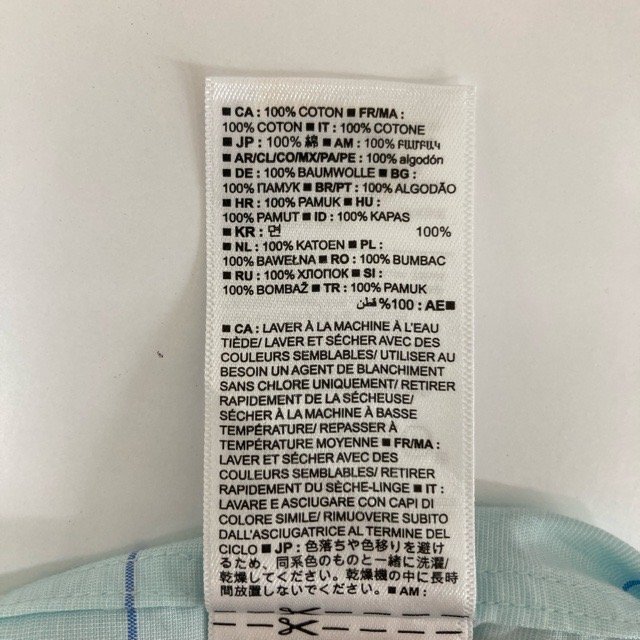 ■ CA : 100% COTON ■ FR/MA :
100% COTON ■ IT : 100% COTONE
■ JP : 100% 綿 ■ AM : 100% ԲԱՄԲԱԿ
■ AR/CL/CO/MX/PA/PE : 100% algodón
■ DE : 100% BAUMWOLLE ■ BG :
100% ПАМУК ■ BR/PT : 100% ALGODÃO
■ HR : 100% PAMUK ■ HU :
100% PAMUT ■ ID : 100% KAPAS
■ KR : 면 100%
■ NL : 100% KATOEN ■ PL :
100% BAWEŁNA ■ RO : 100% BUMBAC
■ RU : 100% ХЛОПОК ■ SI :
100% BOMBAŽ ■ TR : 100% PAMUK
■AE : 100% قطن
■ CA : LAVER À LA MACHINE À L'EAU
TIÈDE/ LAVER ET SÉCHER AVEC DES
COULEURS SEMBLABLES/ UTILISER AU
BESOIN UN AGENT DE BLANCHIMENT
SANS CHLORE UNIQUEMENT/ RETIRER
RAPIDEMENT DE LA SÉCHEUSE/
SÉCHER À LA MACHINE À BASSE
TEMPÉRATURE/ REPASSER À
TEMPÉRATURE MOYENNE ■ FR/MA :
LAVER ET SÉCHER AVEC DES
COULEURS SEMBLABLES/ RETIRER
RAPIDEMENT DU SÈCHE-LINGE ■ IT :
LAVARE E ASCIUGARE CON CAPI DI
COLORE SIMILE/ RIMUOVERE SUBITO
DALL'ASCIUGATRICE AL TERMINE DEL
CICLO ■ JP : 色落ちや色移りを避け
るため、同系色のものと一緒に洗濯/
乾燥してください。乾燥機の中に長時
間放置しないでください。 ■ AM :